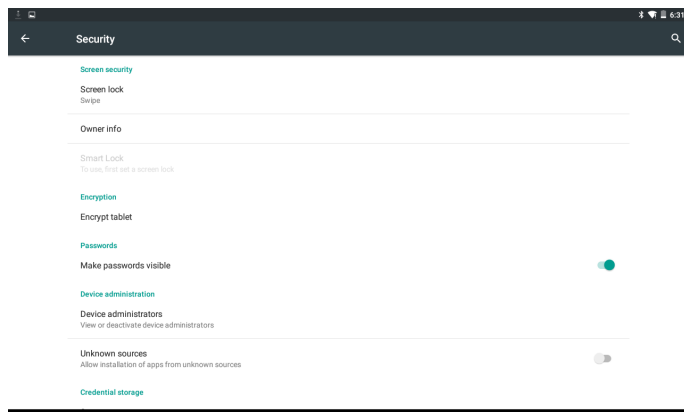 6:31
Security
Screen security
Screen lock
Swipe
Owner info
Smart Lock
To use, first set a screen lock
Encryption
Encrypt tablet
Passwords
Make passwords visible
Device administration
Device administrators
View or deactivate device administrators
Unknown sources
Allow installation of apps from unknown sources
Credential storage